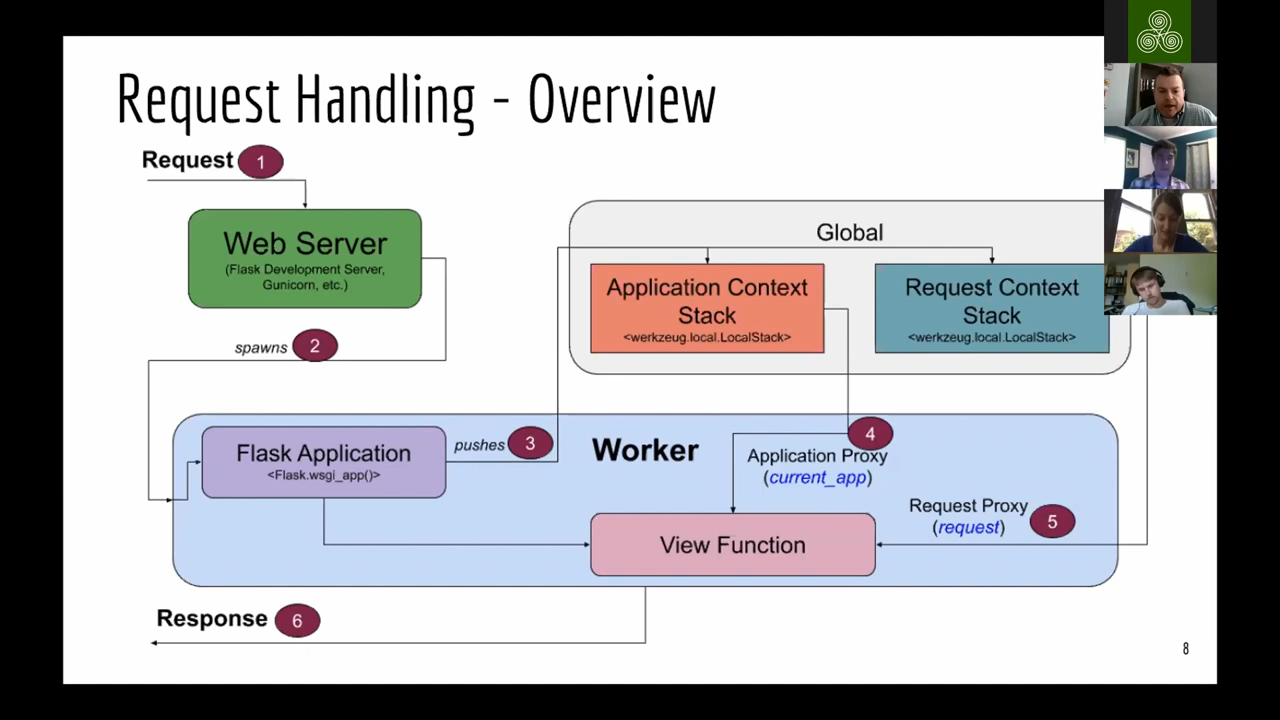 Request Handling - Overview
Request 1
Web Server
(Flask Development Server,
Gunicorn, etc.)
spawns 2
Global
Application Context
Stack
<werkzeug.local.LocalStack>
Request Context
Stack
<werkzeug.local.LocalStack>
Flask Application
<Flask.wsgi_app()>
pushes 3
Worker
4
Application Proxy
(current_app)
Request Proxy
(request)
5
View Function
Response 6
8